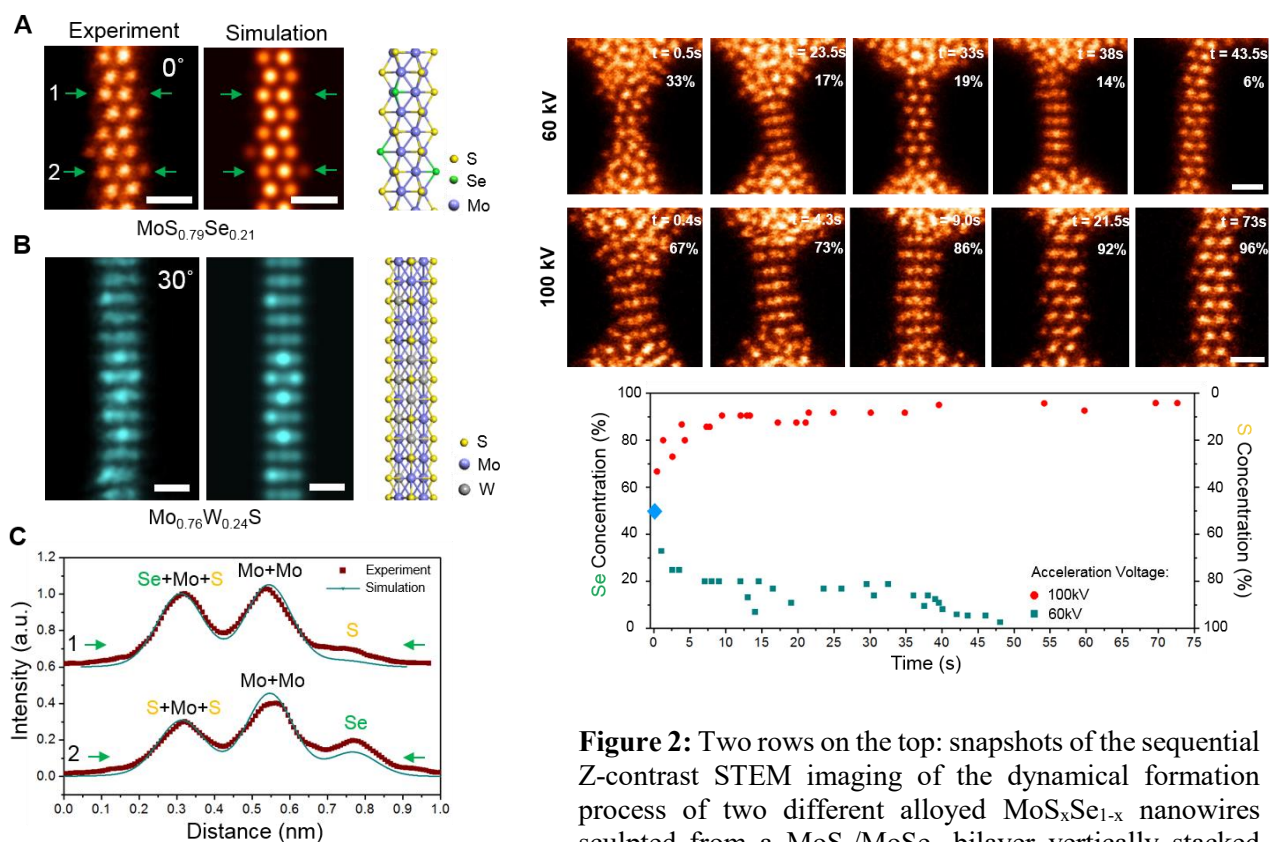 A
Experiment
Simulation
0°
1
2
S
Se
Mo
MoS0.79Se0.21
B
30°
S
Mo
W
Mo0.76W0.24S
C
Intensity (a.u.)
1.2
1.0
0.8
0.6
0.4
0.2
0.0
Se+Mo+S
Mo+Mo
Experiment
Simulation
S
1
Mo+Mo
S+Mo+S
Se
2
0.0 0.1 0.2 0.3 0.4 0.5 0.6 0.7 0.8 0.9 1.0
Distance (nm)
60 kV
t = 0.5s
33%
t = 23.5s
17%
t = 33s
19%
t = 38s
14%
t = 43.5s
6%
100 kV
t = 0.4s
67%
t = 4.3s
73%
t = 9.0s
86%
t = 21.5s
92%
t = 73s
96%
Se Concentration (%)
100
80
60
40
20
0
S Concentration (%)
0
20
40
60
80
100
Acceleration Voltage:
100kV
60kV
0 5 10 15 20 25 30 35 40 45 50 55 60 65 70 75
Time (s)
Figure 2: Two rows on the top: snapshots of the sequential
Z-contrast STEM imaging of the dynamical formation
process of two different alloyed MoSxSe1-x nanowires